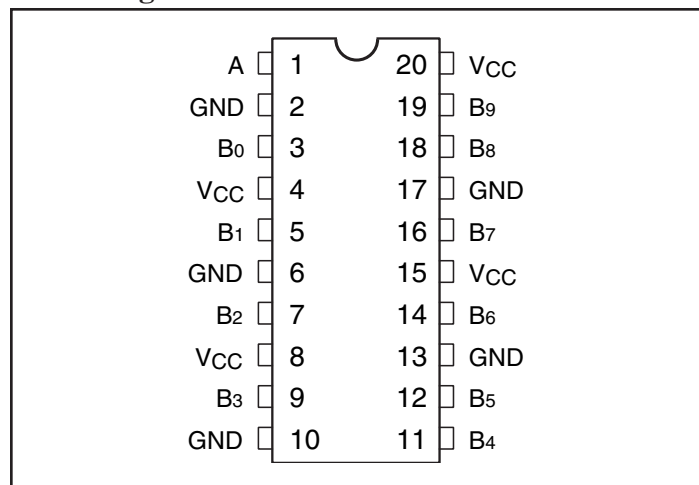 A 1 20 VCC
GND 2 19 B9
B0 3 18 B8
VCC 4 17 GND
B1 5 16 B7
GND 6 15 VCC
B2 7 14 B6
VCC 8 13 GND
B3 9 12 B5
GND 10 11 B4